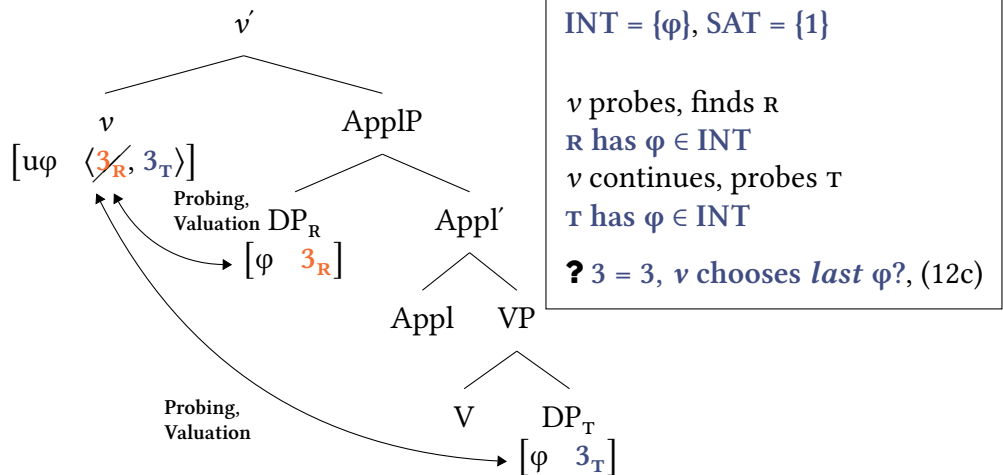 v′
INT = {φ}, SAT = {1}
v probes, finds R
R has φ ∈ INT
v continues, probes T
T has φ ∈ INT
? 3 = 3, v chooses last φ?, (12c)
v
ApplP
[uφ ⟨3R, 3T⟩]
Probing,
Valuation
DPR
Appl′
[φ 3R]
Appl
VP
Probing,
Valuation
V
DPT
[φ 3T]